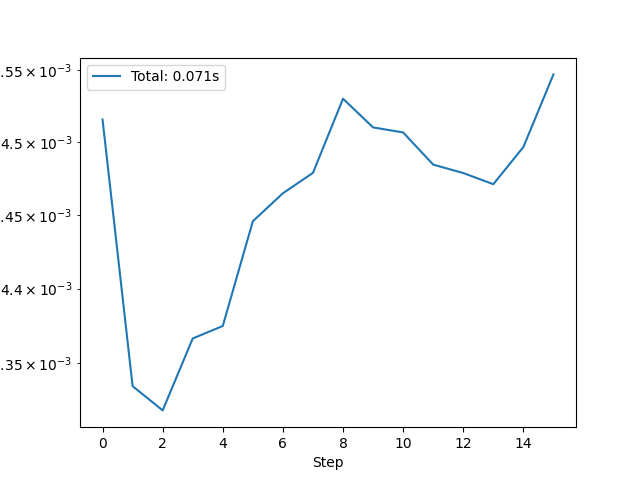 Total: 0.071s
.55 × 10⁻³
4.5 × 10⁻³
.45 × 10⁻³
4.4 × 10⁻³
.35 × 10⁻³
0 2 4 6 8 10 12 14
Step